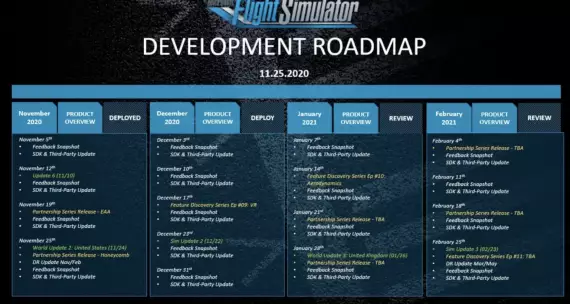 Flight Simulator
DEVELOPMENT ROADMAP
11.25.2020
November
2020
PRODUCT
OVERVIEW
DEPLOYED
November 5th
Feedback Snapshot
SDK & Third-Party Update
November 12th
Update 6 (11/10)
Feedback Snapshot
SDK & Third-Party Update
November 19th
Partnership Series Release - EAA
Feedback Snapshot
SDK & Third-Party Update
November 25th
World Update 2: United States (11/24)
Partnership Series Release - Honeycomb
DR Update Nov/Feb
Feedback Snapshot
SDK & Third-Party Update
Desember
2020
PRODUCT
OVERVIEW
DEPLOY
December 3rd
Feedback Snapshot
SDK & Third-Party Update
December 10th
Feedback Snapshot
SDK & Third-Party Update
December 17th
Feature Discovery Series Ep #09: VR
SDK & Third-Party Update
December 23rd
Sim Update 2 (12/22)
Feedback Snapshot
SDK & Third-Party Update
December 31st
Feedback Snapshot
SDK & Third-Party Update
January
2021
PRODUCT
OVERVIEW
REVIEW
January 7th
Feedback Snapshot
SDK & Third-Party Update
January 14th
Feature Discovery Series Ep #10:
Aerodynamics
Feedback Snapshot
SDK & Third-Party Update
January 21st
Partnership Series Release - TBA
Feedback Snapshot
SDK & Third-Party Update
January 28th
World Update 3: United Kingdom (01/26)
Partnership Series Release - TBA
Feedback Snapshot
SDK & Third-Party Update
February
2021
PRODUCT
OVERVIEW
REVIEW
February 4th
Partnership Series Release - TBA
Feedback Snapshot
SDK & Third-Party Update
February 11th
Feedback Snapshot
SDK & Third-Party Update
February 18th
Partnership Series Release - TBA
Feedback Snapshot
SDK & Third-Party Update
February 25th
Sim Update 3 (02/23)
Feature Discovery Series Ep #11: TBA
DR Update Mar/May
Feedback Snapshot
SDK & Third-Party Update